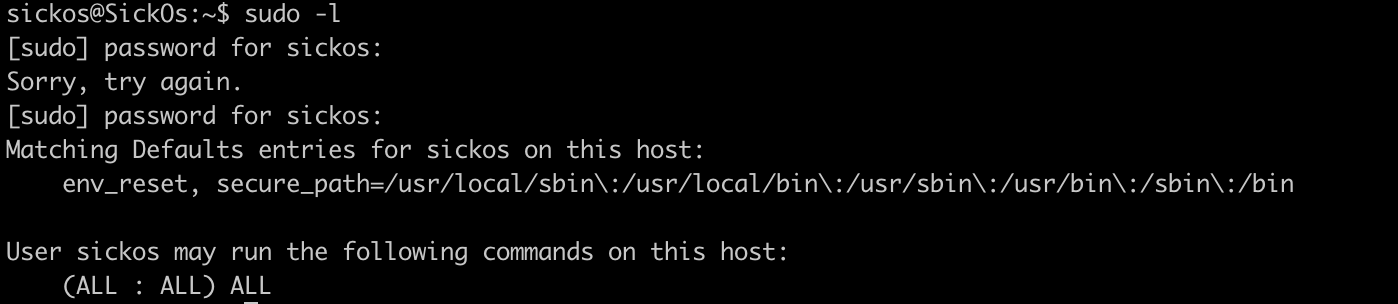 sickos@SickOs:~$ sudo -l
[sudo] password for sickos:
Sorry, try again.
[sudo] password for sickos:
Matching Defaults entries for sickos on this host:
    env_reset, secure_path=/usr/local/sbin\:/usr/local/bin\:/usr/sbin\:/usr/bin\:/sbin\:/bin

User sickos may run the following commands on this host:
    (ALL : ALL) ALL